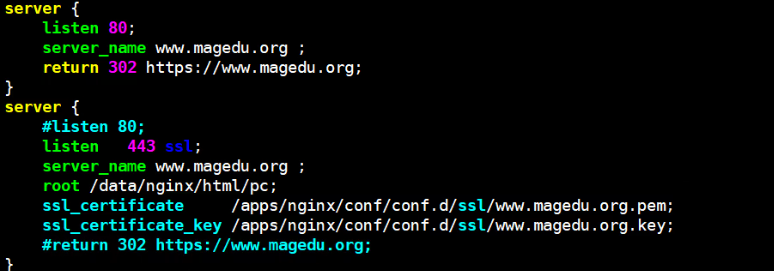 server {
    listen 80;
    server_name www.magedu.org ;
    return 302 https://www.magedu.org;
}
server {
    #listen 80;
    listen   443 ssl;
    server_name www.magedu.org ;
    root /data/nginx/html/pc;
    ssl_certificate     /apps/nginx/conf/conf.d/ssl/www.magedu.org.pem;
    ssl_certificate_key /apps/nginx/conf/conf.d/ssl/www.magedu.org.key;
    #return 302 https://www.magedu.org;
}